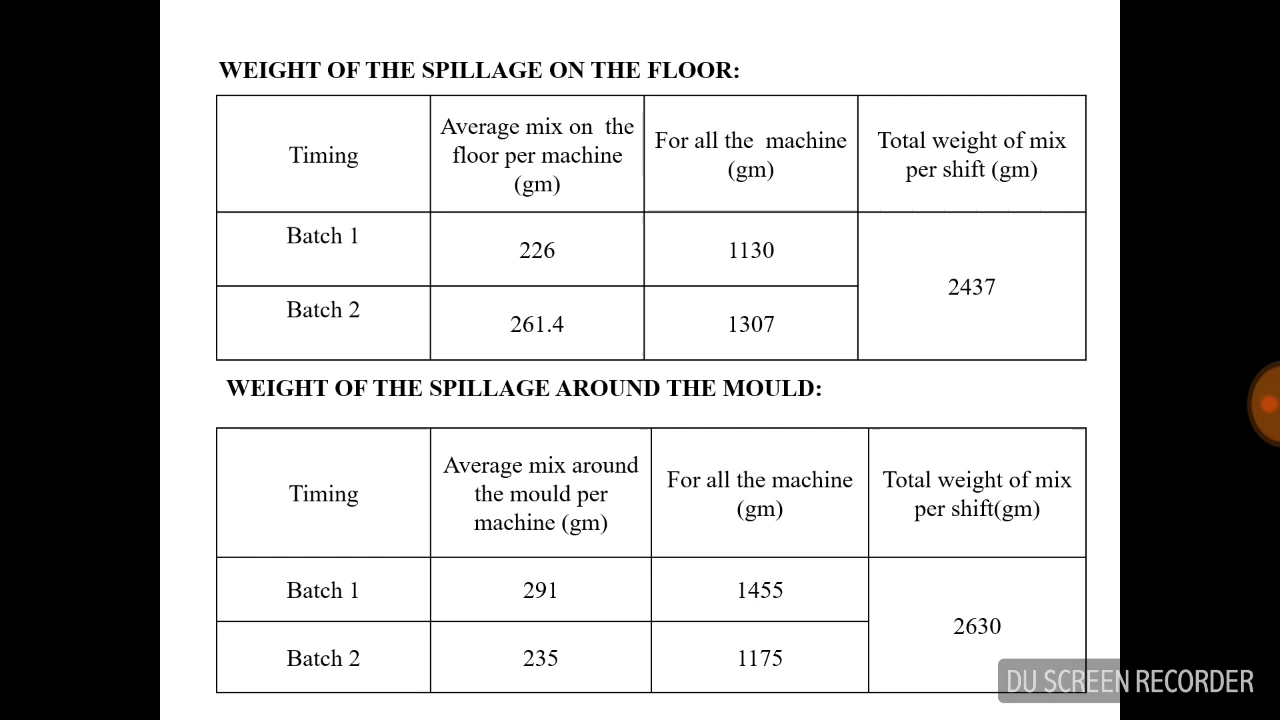 WEIGHT OF THE SPILLAGE ON THE FLOOR:
Timing
Average mix on the
floor per machine
(gm)
For all the machine
(gm)
Total weight of mix
per shift (gm)
Batch 1
226
1130
2437
Batch 2
261.4
1307
WEIGHT OF THE SPILLAGE AROUND THE MOULD:
Timing
Average mix around
the mould per
machine (gm)
For all the machine
(gm)
Total weight of mix
per shift(gm)
Batch 1
291
1455
2630
Batch 2
235
1175
DU SCREEN RECORDER